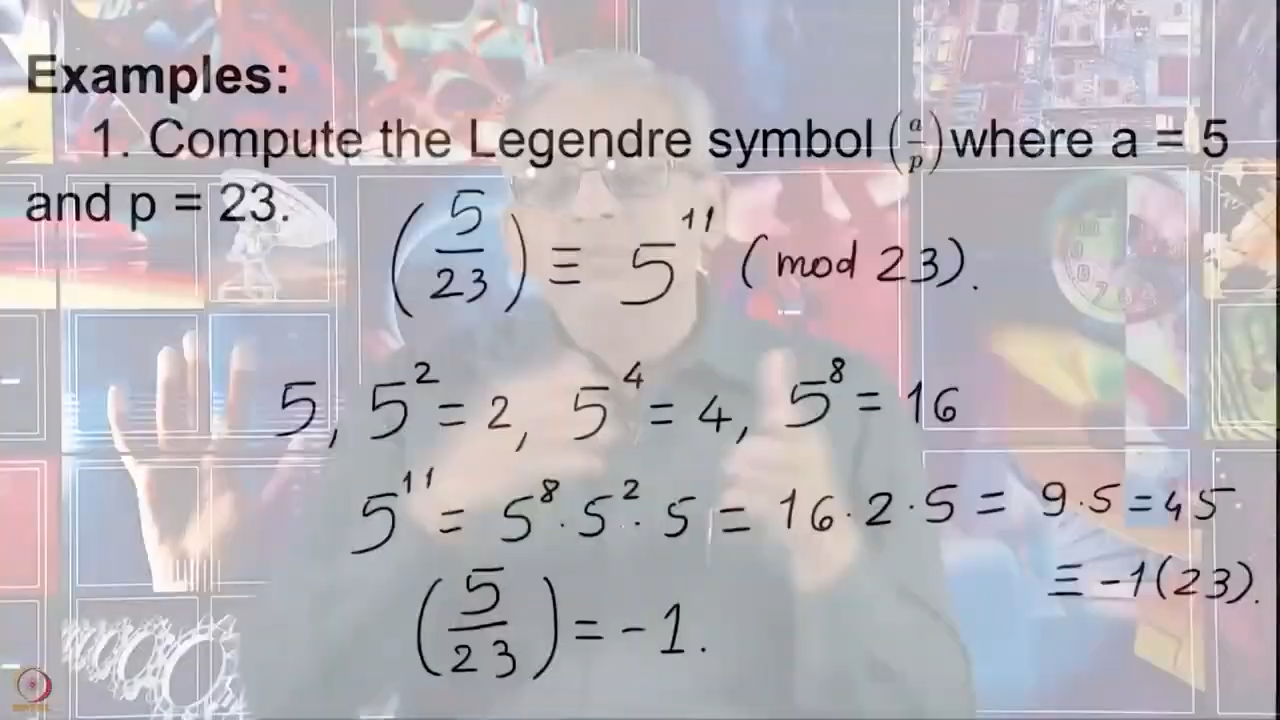 Examples:
1. Compute the Legendre symbol (a/p) where a = 5
and p = 23.
(5/23) ≡ 5^11 (mod 23).
5, 5^2 = 2, 5^4 = 4, 5^8 = 16
5^11 = 5^8 · 5^2 · 5 = 16 · 2 · 5 = 9 · 5 = 45
≡ -1 (23).
(5/23) = -1.